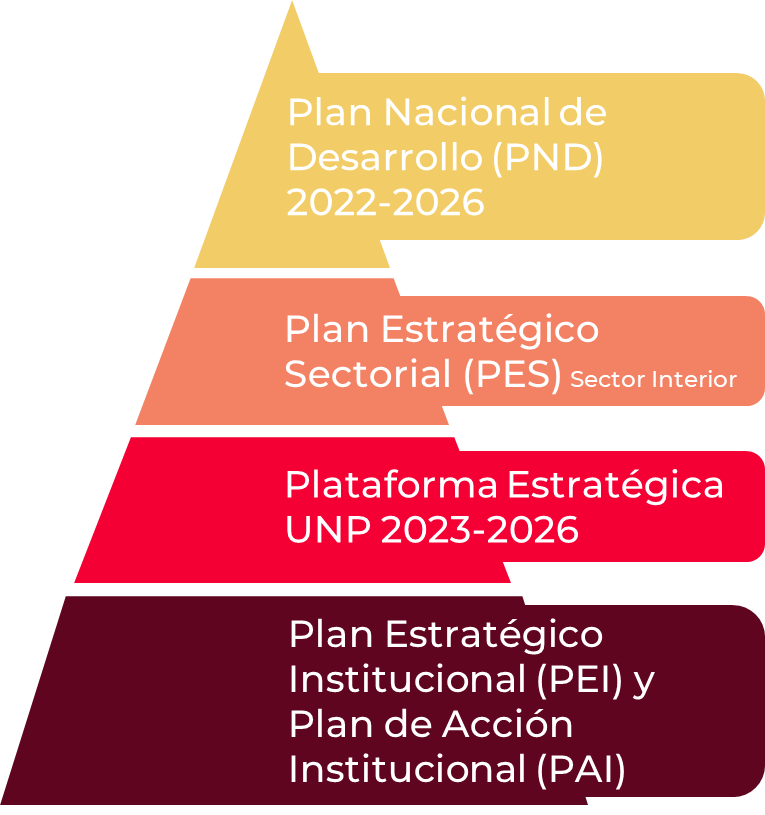 Plan Nacional de
Desarrollo (PND)
2022-2026
Plan Estratégico
Sectorial (PES) Sector Interior
Plataforma Estratégica
UNP 2023-2026
Plan Estratégico
Institucional (PEI) y
Plan de Acción
Institucional (PAI)